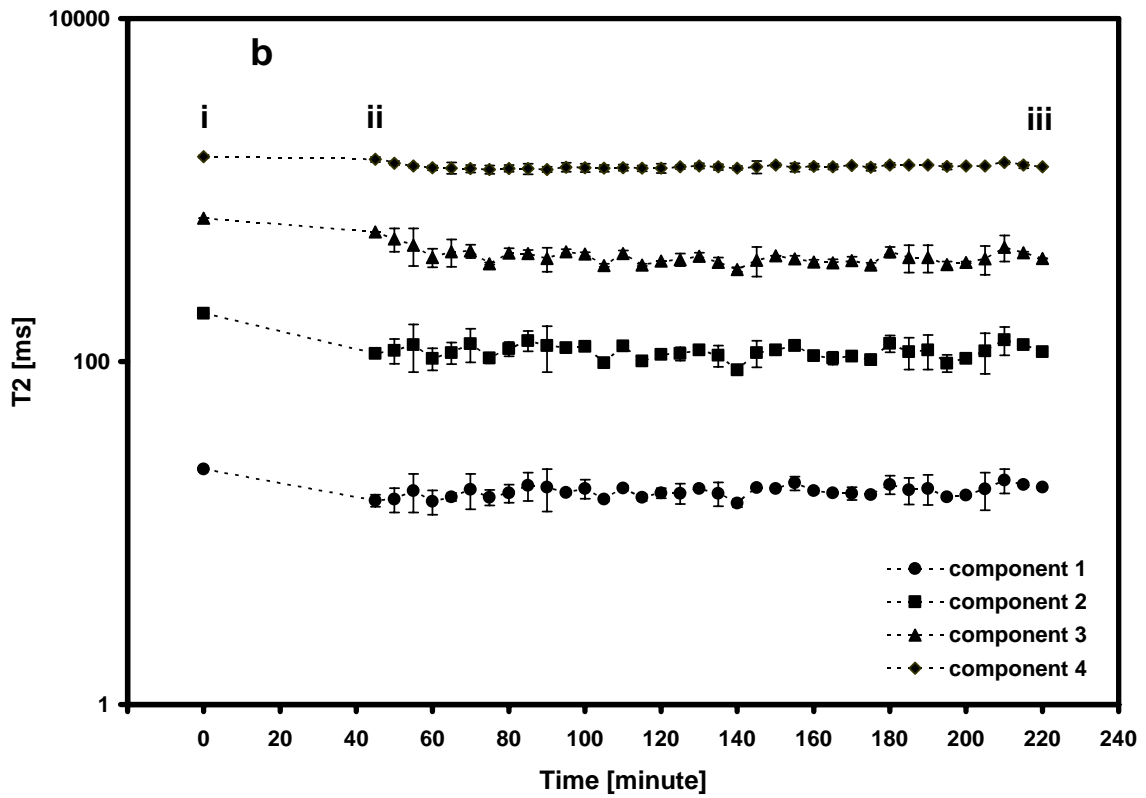 10000
b
i
ii
iii
T2 [ms]
100
component 1
component 2
component 3
component 4
1
0 20 40 60 80 100 120 140 160 180 200 220 240
Time [minute]